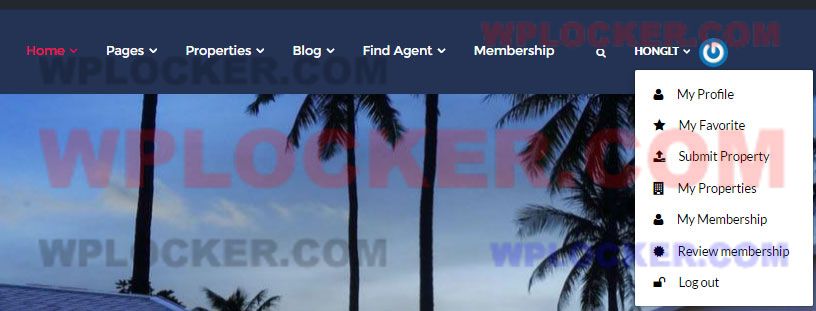 Home Pages Properties Blog Find Agent Membership HONGLT
WPLOCKER.COM
WPLOCKER.COM
My Profile
My Favorite
WPLOCKER.COM
Submit Property
My Properties
My Membership
WPLOCKER.COM
WPLOCKER.COM
Review membership
Log out